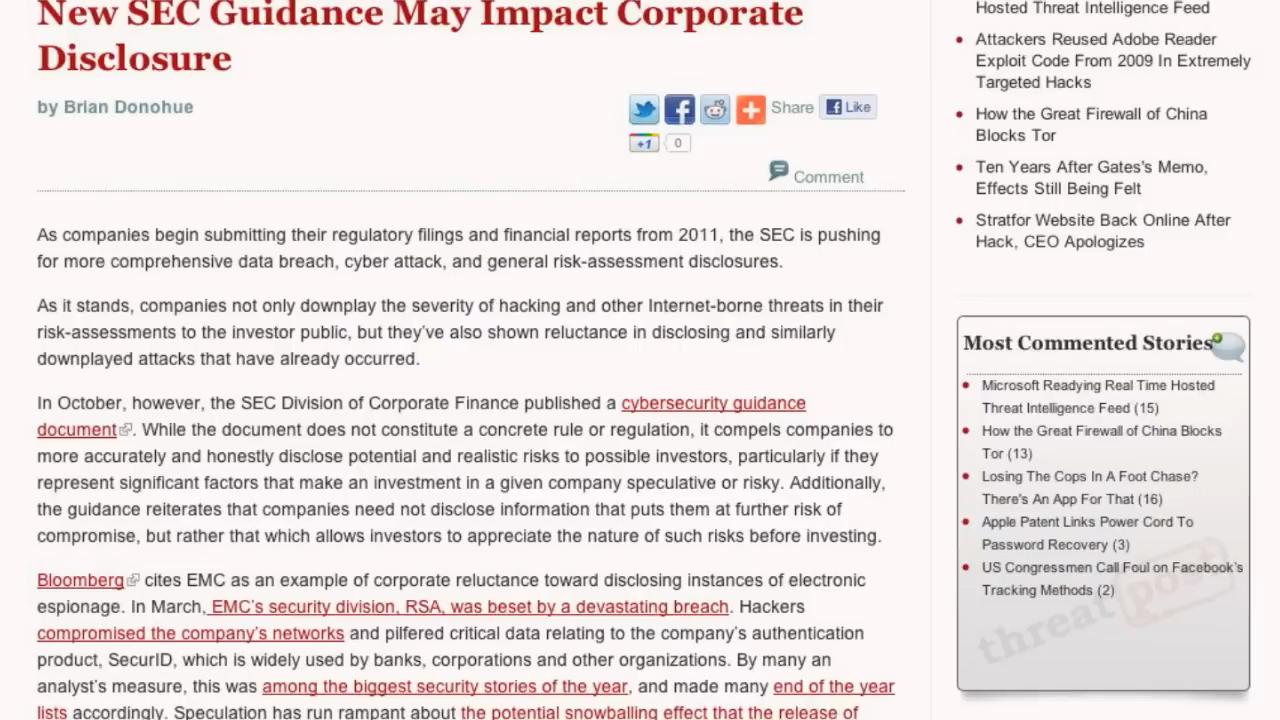 New SEC Guidance May Impact Corporate
Disclosure
by Brian Donohue
Share
Like
+1
0
Comment
As companies begin submitting their regulatory filings and financial reports from 2011, the SEC is pushing
for more comprehensive data breach, cyber attack, and general risk-assessment disclosures.
As it stands, companies not only downplay the severity of hacking and other Internet-borne threats in their
risk-assessments to the investor public, but they've also shown reluctance in disclosing and similarly
downplayed attacks that have already occurred.
In October, however, the SEC Division of Corporate Finance published a cybersecurity guidance
document. While the document does not constitute a concrete rule or regulation, it compels companies to
more accurately and honestly disclose potential and realistic risks to possible investors, particularly if they
represent significant factors that make an investment in a given company speculative or risky. Additionally,
the guidance reiterates that companies need not disclose information that puts them at further risk of
compromise, but rather that which allows investors to appreciate the nature of such risks before investing.
Bloomberg cites EMC as an example of corporate reluctance toward disclosing instances of electronic
espionage. In March, EMC's security division, RSA, was beset by a devastating breach. Hackers
compromised the company's networks and pilfered critical data relating to the company's authentication
product, SecurID, which is widely used by banks, corporations and other organizations. By many an
analyst's measure, this was among the biggest security stories of the year, and made many end of the year
lists accordingly. Speculation has run rampant about the potential snowballing effect that the release of
Hosted Threat Intelligence Feed
Attackers Reused Adobe Reader
Exploit Code From 2009 In Extremely
Targeted Hacks
How the Great Firewall of China
Blocks Tor
Ten Years After Gates's Memo,
Effects Still Being Felt
Stratfor Website Back Online After
Hack, CEO Apologizes
Most Commented Stories
Microsoft Readying Real Time Hosted
Threat Intelligence Feed (15)
How the Great Firewall of China Blocks
Tor (13)
Losing The Cops In A Foot Chase?
There's An App For That (16)
Apple Patent Links Power Cord To
Password Recovery (3)
US Congressmen Call Foul on Facebook's
Tracking Methods (2)
threat post